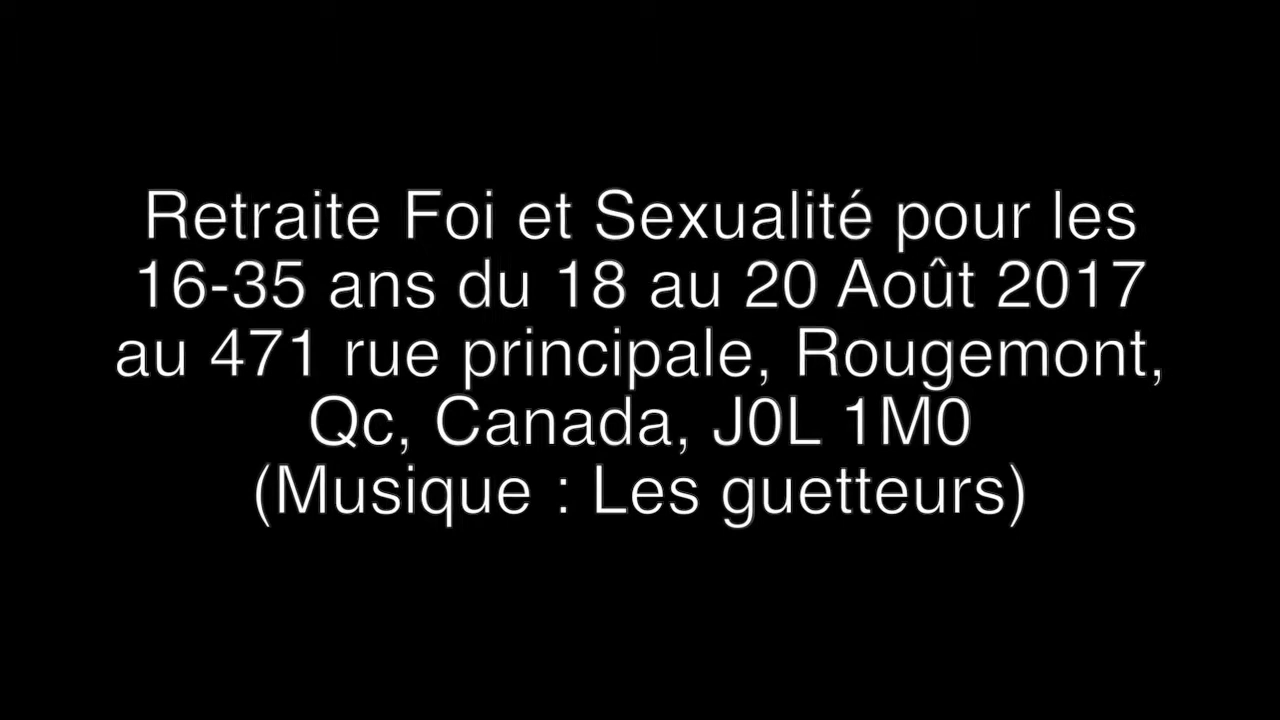 Retraite Foi et Sexualité pour les
16-35 ans du 18 au 20 Août 2017
au 471 rue principale, Rougemont,
Qc, Canada, J0L 1M0
(Musique : Les guetteurs)